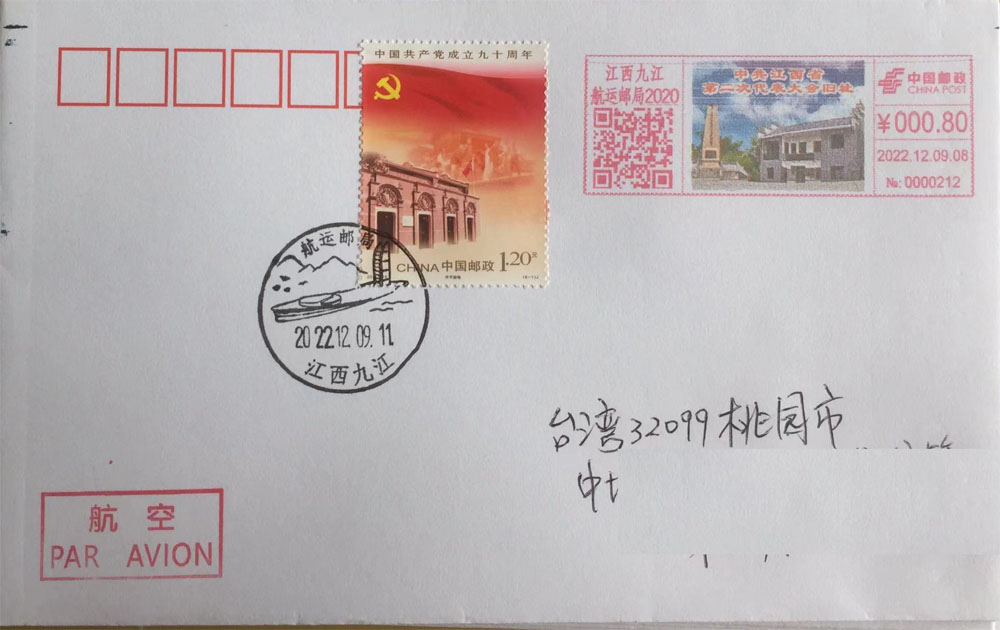 中国共产党成立九十周年
CHINA 中国邮政 1.20元
江西九江
航运邮局2020
中共江西省
第二次代表大会旧址
中国邮政
CHINA POST
¥000.80
2022.12.09.08
№: 0000212
航运邮局
2022.12.09.11
江西九江
台湾32099桃园市
中
航空
PAR AVION